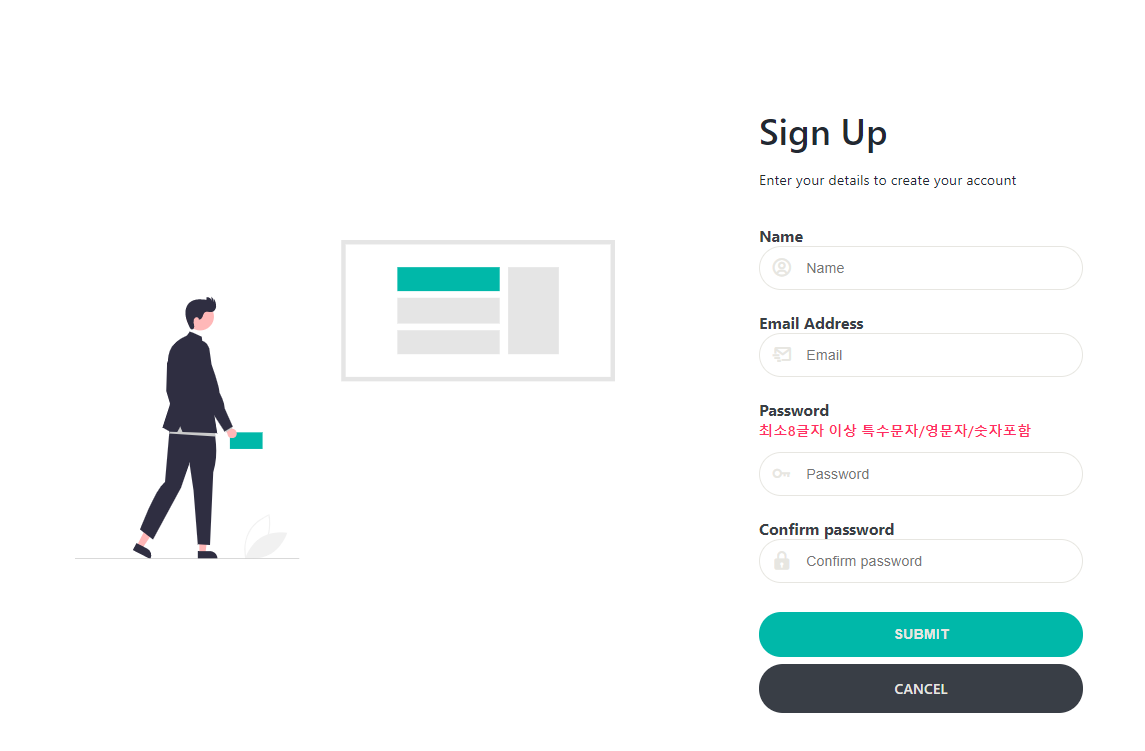 Sign Up
Enter your details to create your account
Name
Name
Email Address
Email
Password
최소8글자 이상 특수문자/영문자/숫자포함
Password
Confirm password
Confirm password
SUBMIT
CANCEL